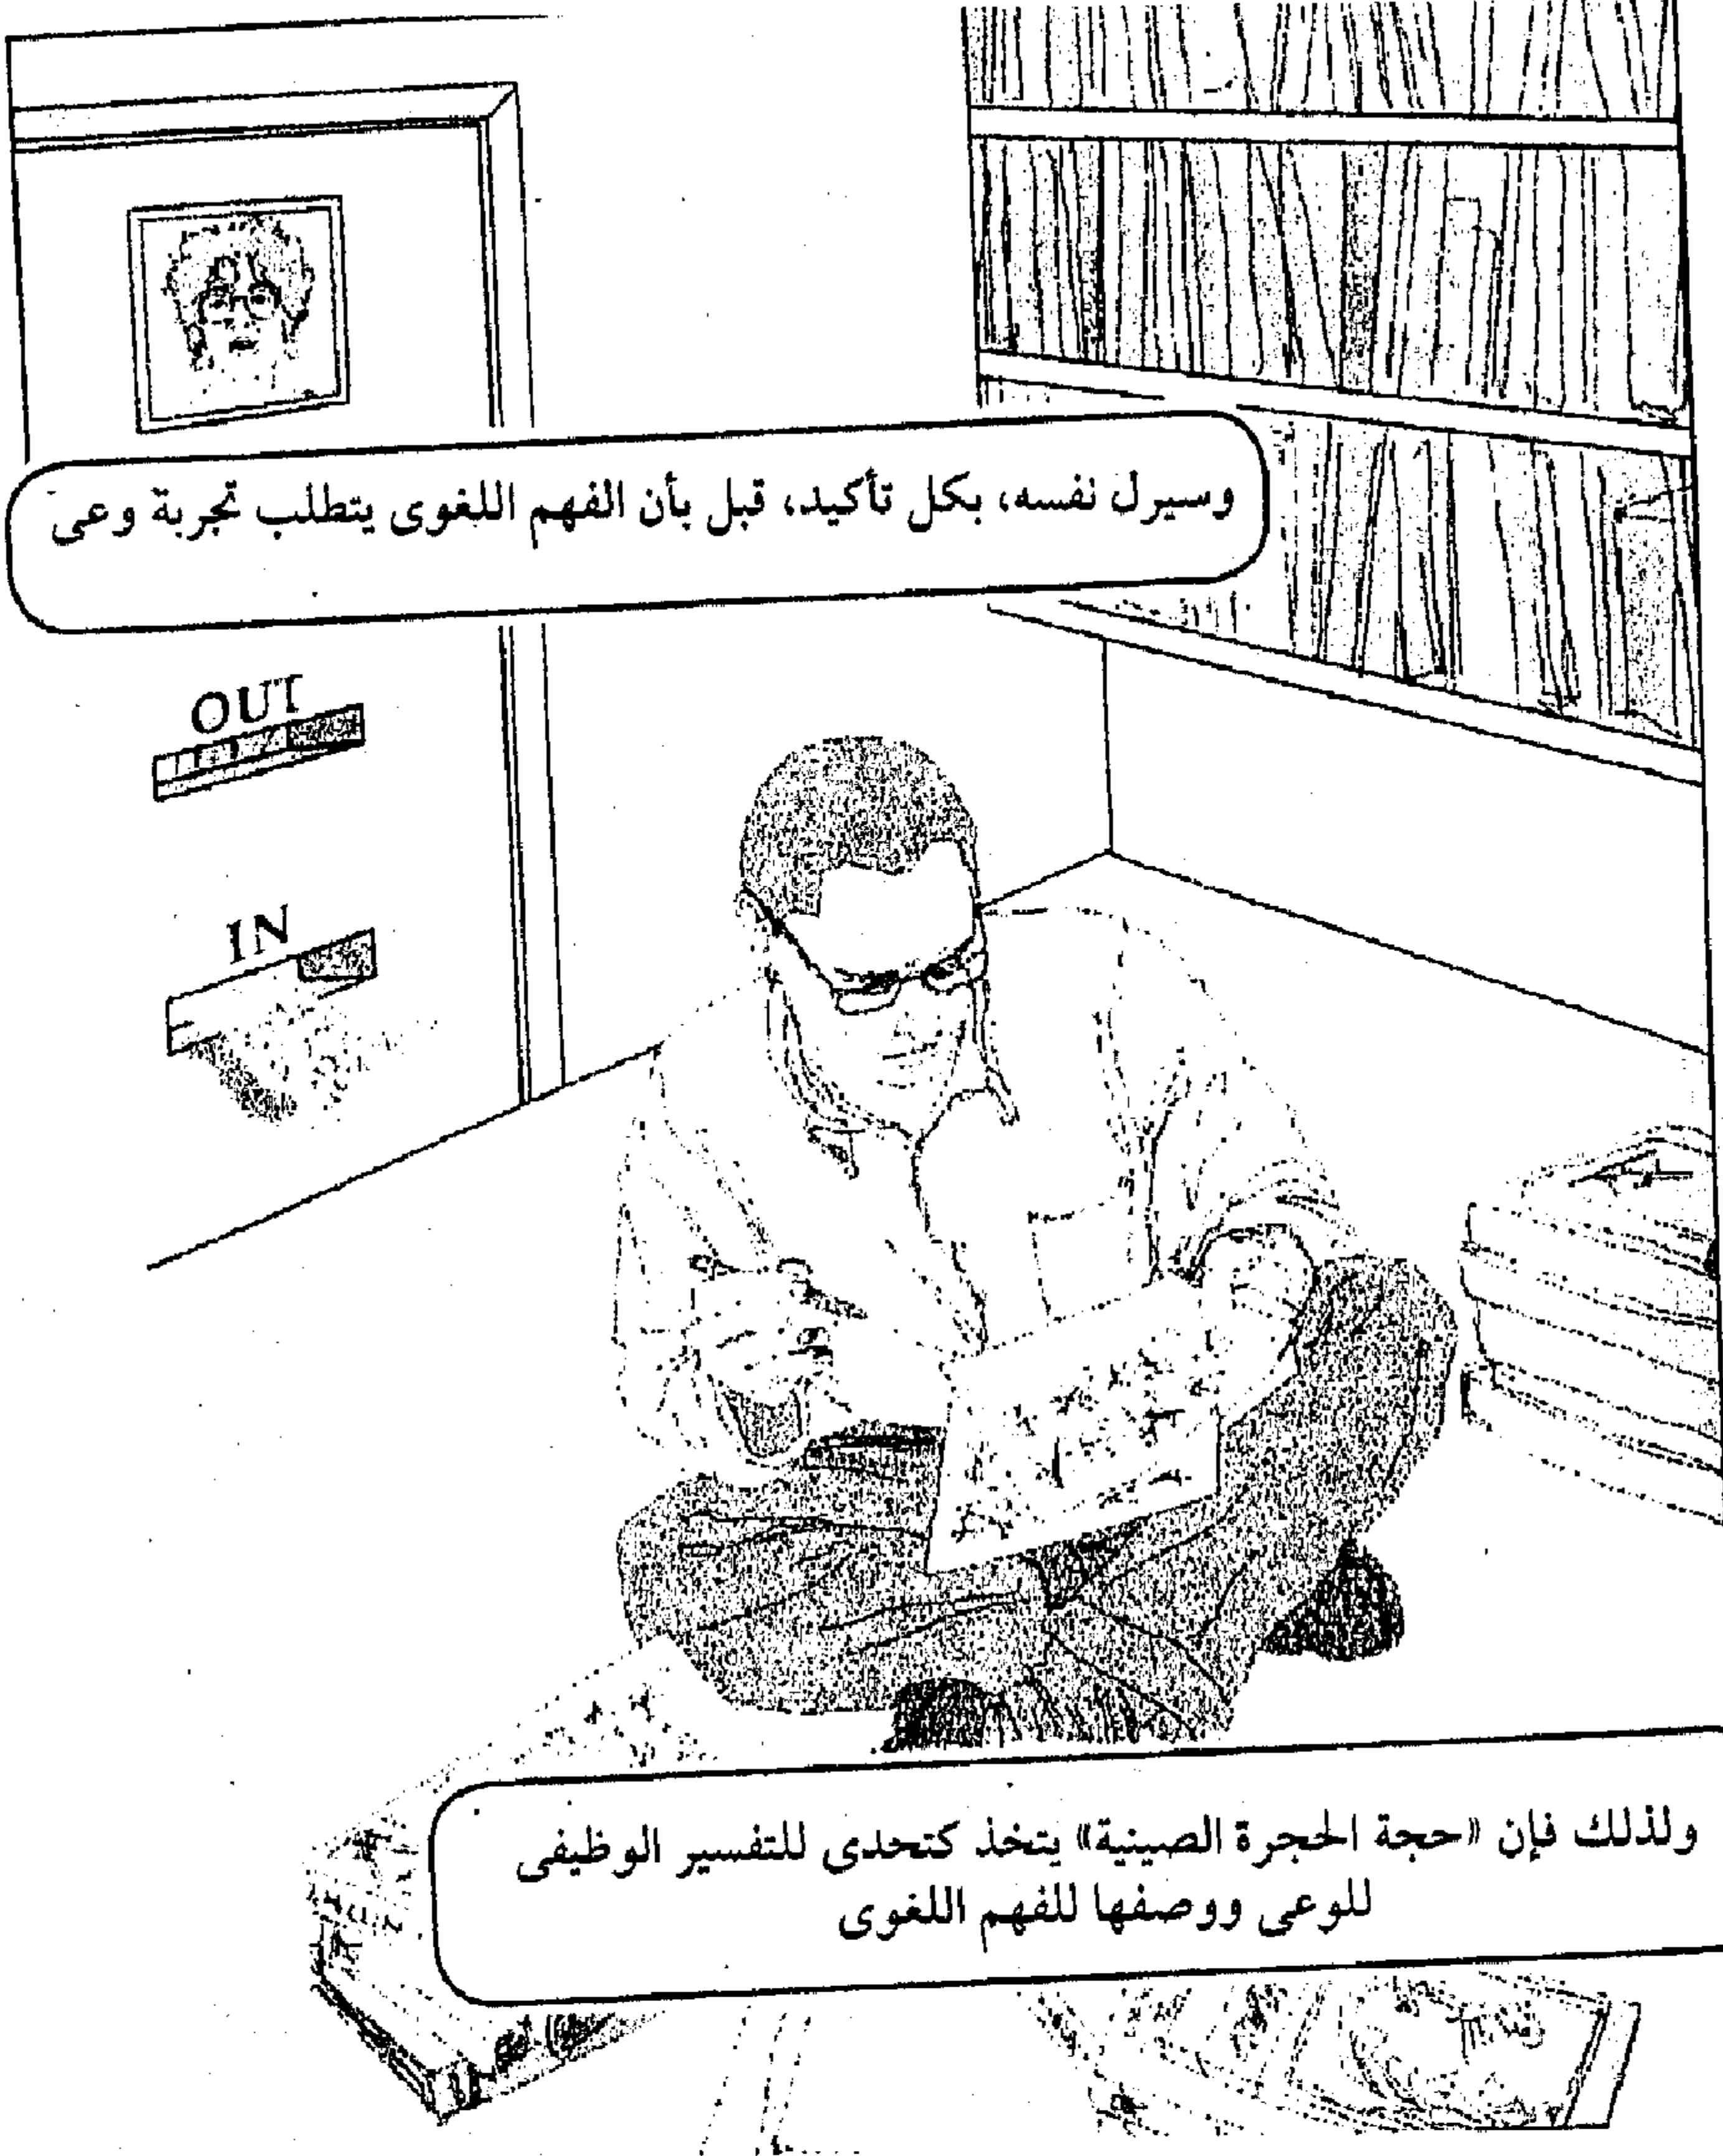 وسيرل نفسه، بكل تأكيد، قبل بأن الفهم اللغوى يتطلب تجربة وعى
OUT
IN
ولذلك فإن «حجة الحجرة الصينية» يتخذ كتحدى للتفسير الوظيفى
للوعى ووصفها للفهم اللغوى